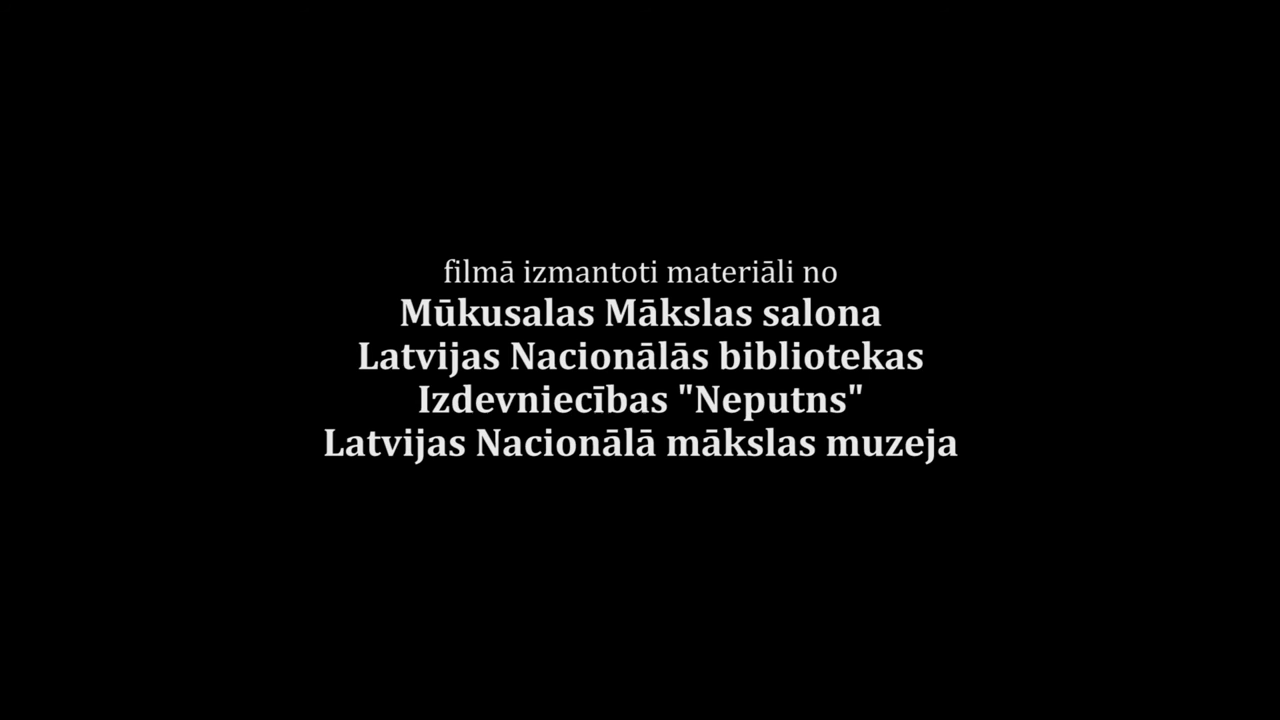 filmā izmantoti materiāli no
Mūkusalas Mākslas salona
Latvijas Nacionālās bibliotekas
Izdevniecības "Neputns"
Latvijas Nacionālā mākslas muzeja